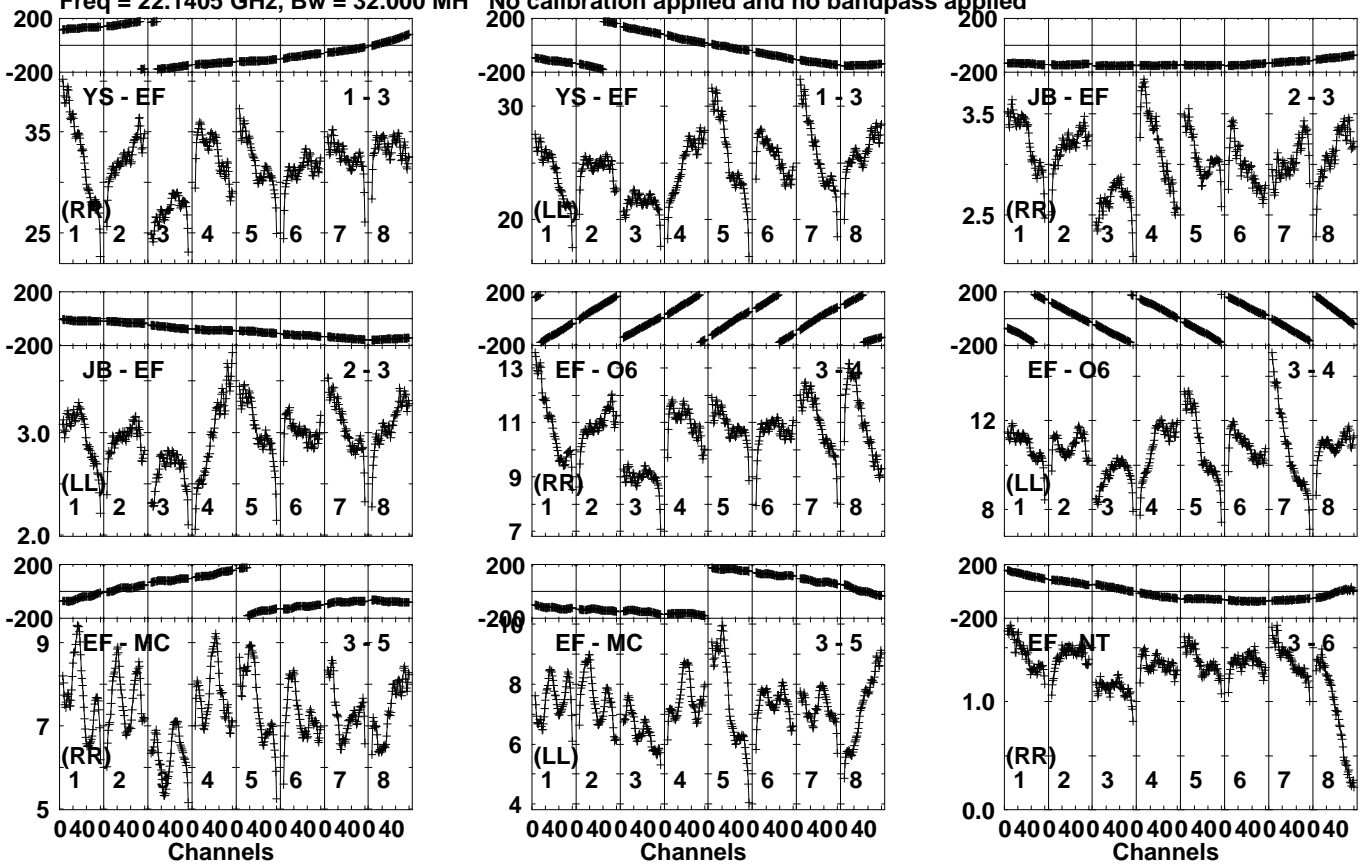 Freq = 22.1405 GHz, Bw = 32.000 MH No calibration applied and no bandpass applied
200 200 200
-200 -200 -200
YS - EF 1 - 3 YS - EF 1 - 3 JB - EF 2 - 3
35 30 3.5
(RR) (LL) (RR)
25 20 2.5
1 2 3 4 5 6 7 8 1 2 3 4 5 6 7 8 1 2 3 4 5 6 7 8
200 200 200
-200 -200 -200
JB - EF 2 - 3 EF - O6 3 - 4 EF - O6 3 - 4
13
3.0 11 12
9
(LL) (RR) (LL)
1 2 3 4 5 6 7 8 1 2 3 4 5 6 7 8 8 1 2 3 4 5 6 7 8
2.0 7
200 200 200
-200 -200 -200
10
9 EF - MC 3 - 5 EF - MC 3 - 5 EF - NT 3 - 6
7 8 1.0
(RR) 6 (LL) (RR)
1 2 3 4 5 6 7 8 1 2 3 4 5 6 7 8 1 2 3 4 5 6 7 8
5 4 0.0
0 40 0 40 0 40 0 40 0 40 0 40 0 40 0 40 0 40 0 40 0 40 0 40 0 40 0 40 0 40 0 40 0 40 0 40 0 40 0 40 0 40 0 40 0 40 0 40
Channels Channels Channels